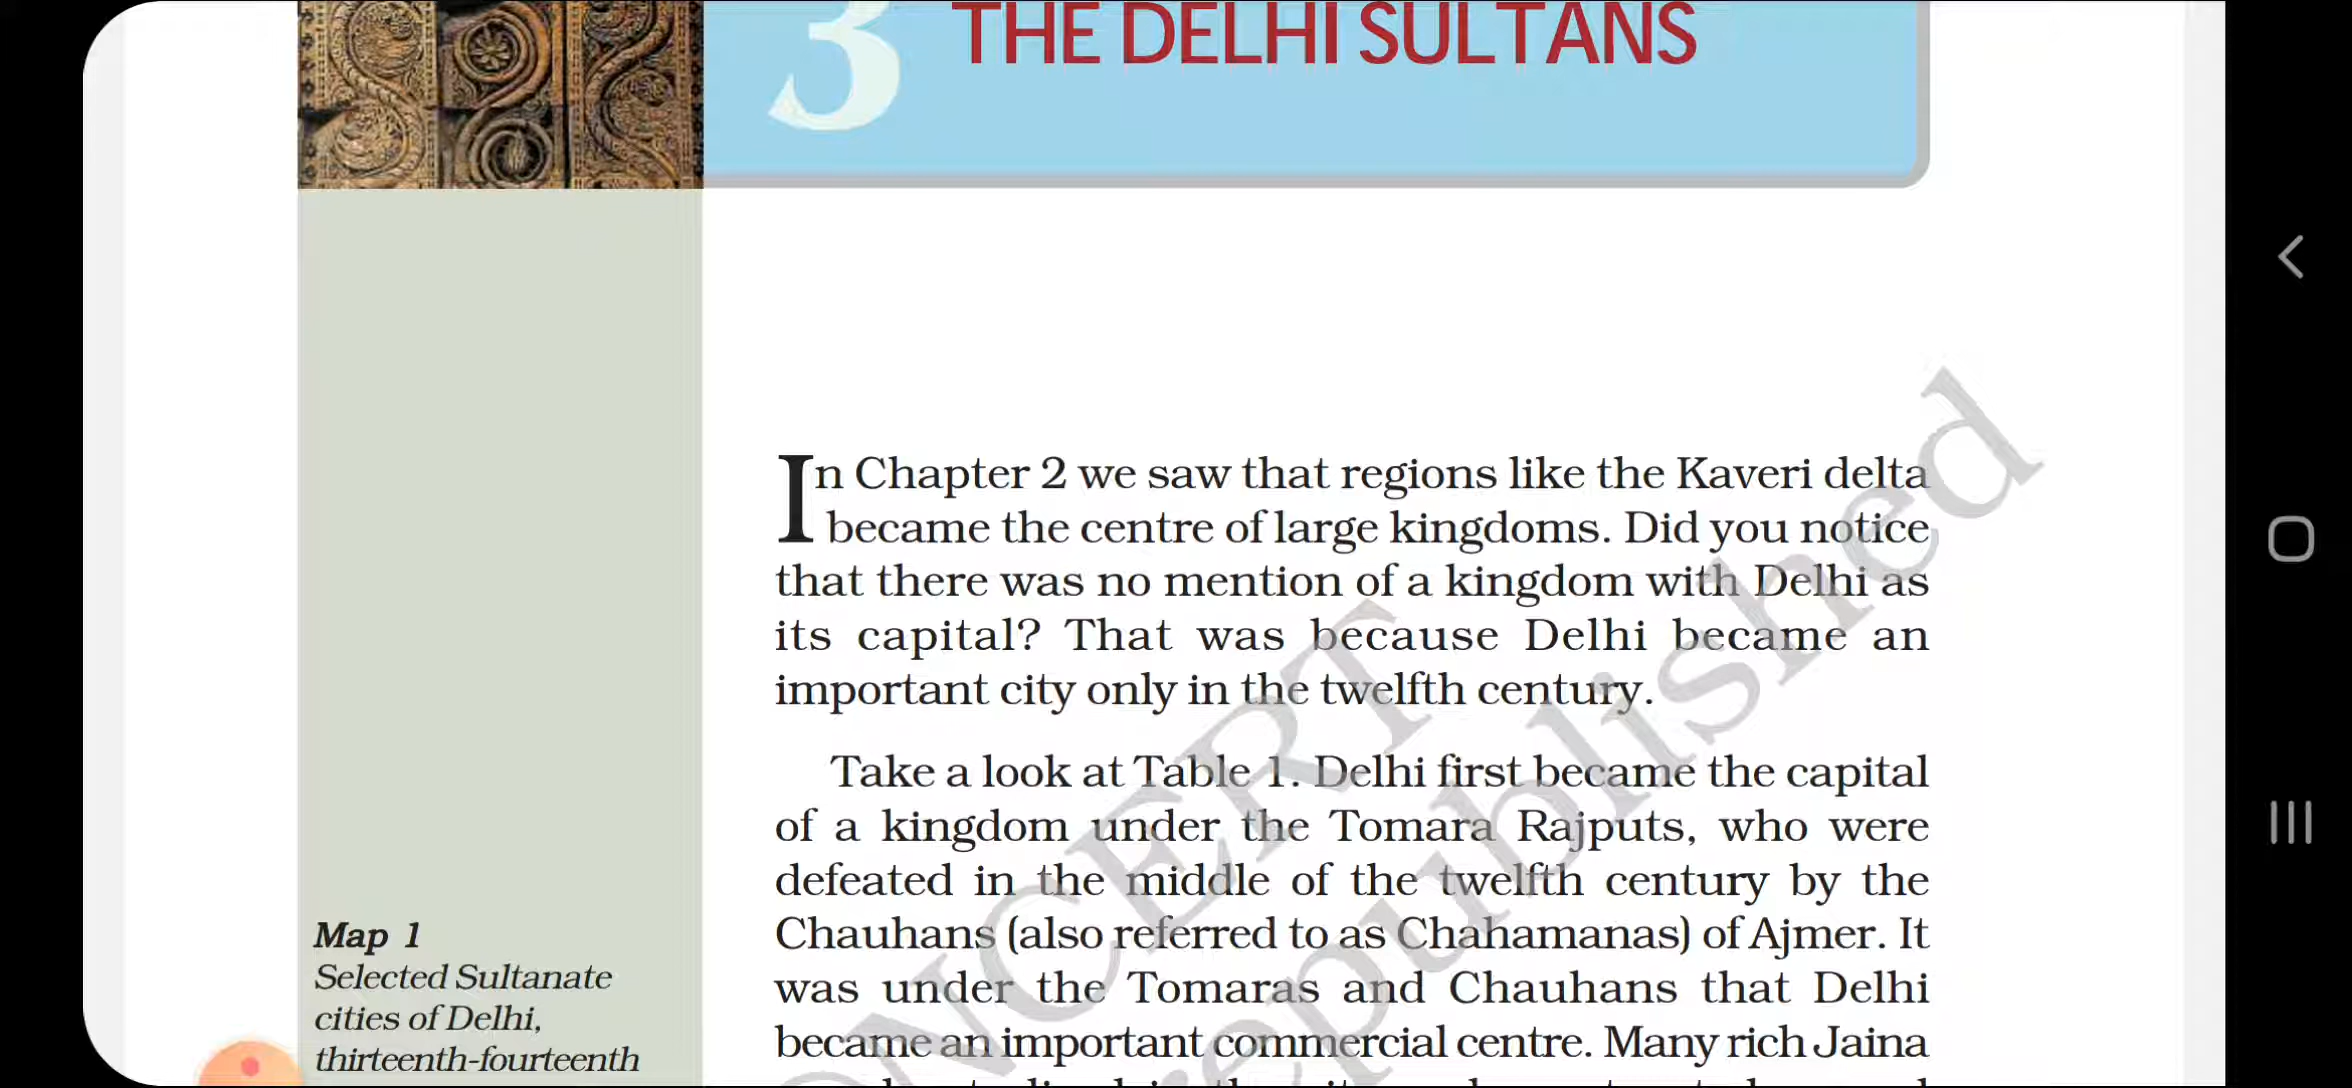 3 THE DELHI SULTANS
In Chapter 2 we saw that regions like the Kaveri delta
became the centre of large kingdoms. Did you notice
that there was no mention of a kingdom with Delhi as
its capital? That was because Delhi became an
important city only in the twelfth century.
Take a look at Table 1. Delhi first became the capital
of a kingdom under the Tomara Rajputs, who were
defeated in the middle of the twelfth century by the
Chauhans (also referred to as Chahamanas) of Ajmer. It
was under the Tomaras and Chauhans that Delhi
became an important commercial centre. Many rich Jaina
Map 1
Selected Sultanate
cities of Delhi,
thirteenth-fourteenth
NCERT
republished